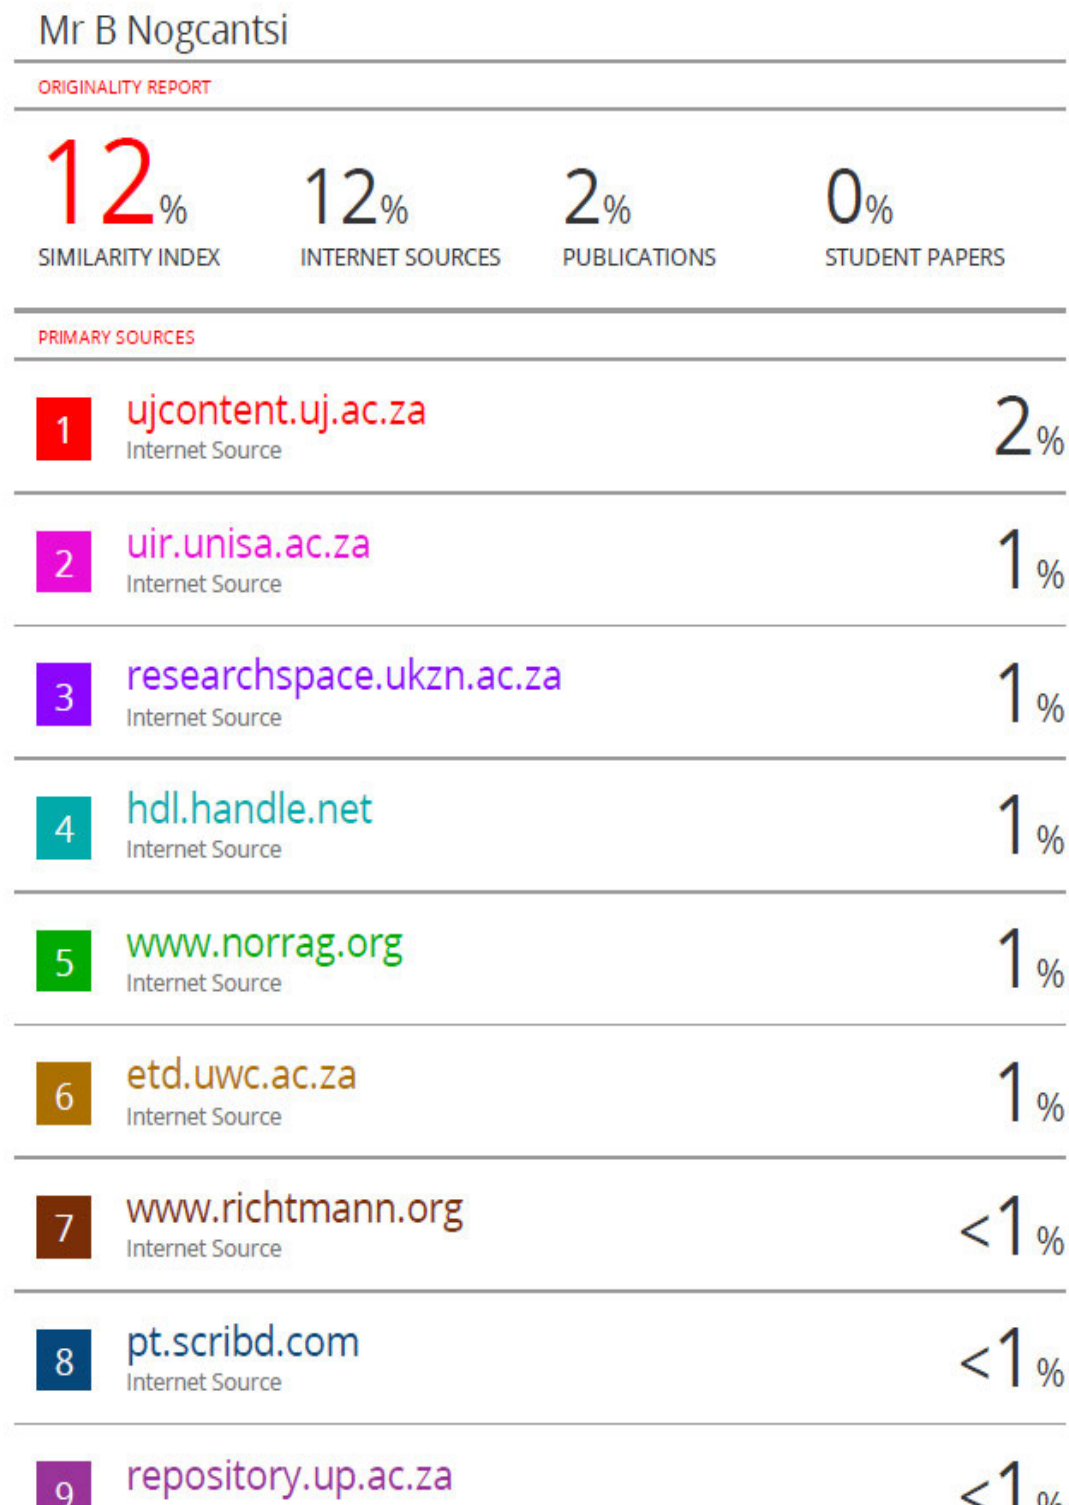 Mr B Nogcantsi
ORIGINALITY REPORT
12% 12% 2% 0%
SIMILARITY INDEX INTERNET SOURCES PUBLICATIONS STUDENT PAPERS
PRIMARY SOURCES
1 ujcontent.uj.ac.za 2%
Internet Source
2 uir.unisa.ac.za 1%
Internet Source
3 researchspace.ukzn.ac.za 1%
Internet Source
4 hdl.handle.net 1%
Internet Source
5 www.norrag.org 1%
Internet Source
6 etd.uwc.ac.za 1%
Internet Source
7 www.richtmann.org <1%
Internet Source
8 pt.scribd.com <1%
Internet Source
9 repository.up.ac.za <1%